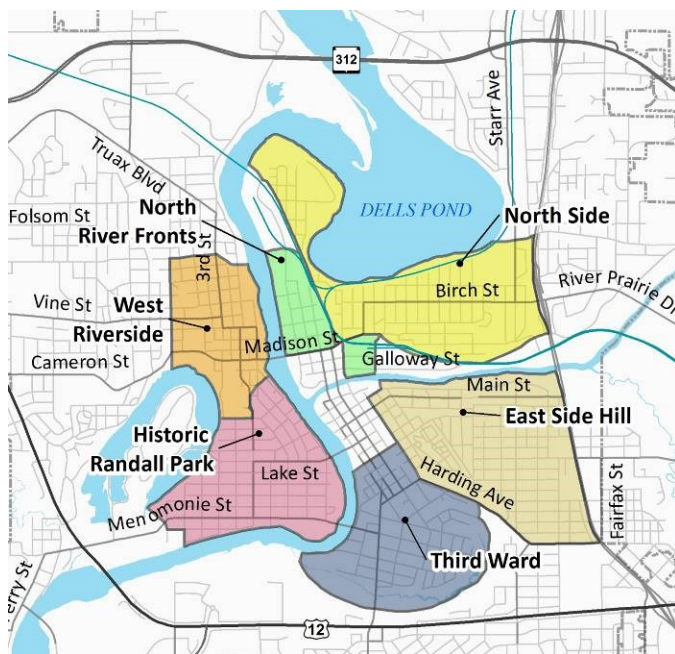 312
Starr Ave
Truax Blvd
Folsom St
North
River Fronts
3rd St
DELLS POND
North Side
Vine St
West
Riverside
Birch St
River Prairie Dr
Madison St
Cameron St
Galloway St
Main St
East Side Hill
Historic
Randall Park
Lake St
Harding Ave
Menomonie St
Fairfax St
Third Ward
12